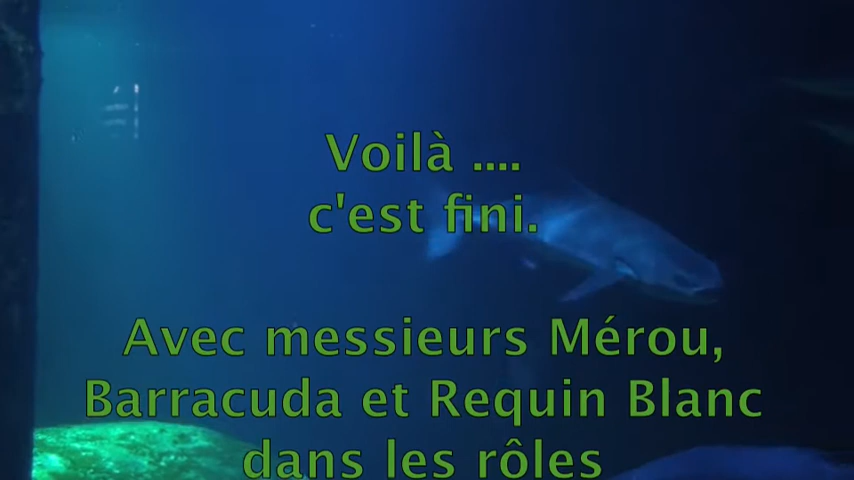 Voilà ....
c'est fini.
Avec messieurs Mérou,
Barracuda et Requin Blanc
dans les rôles